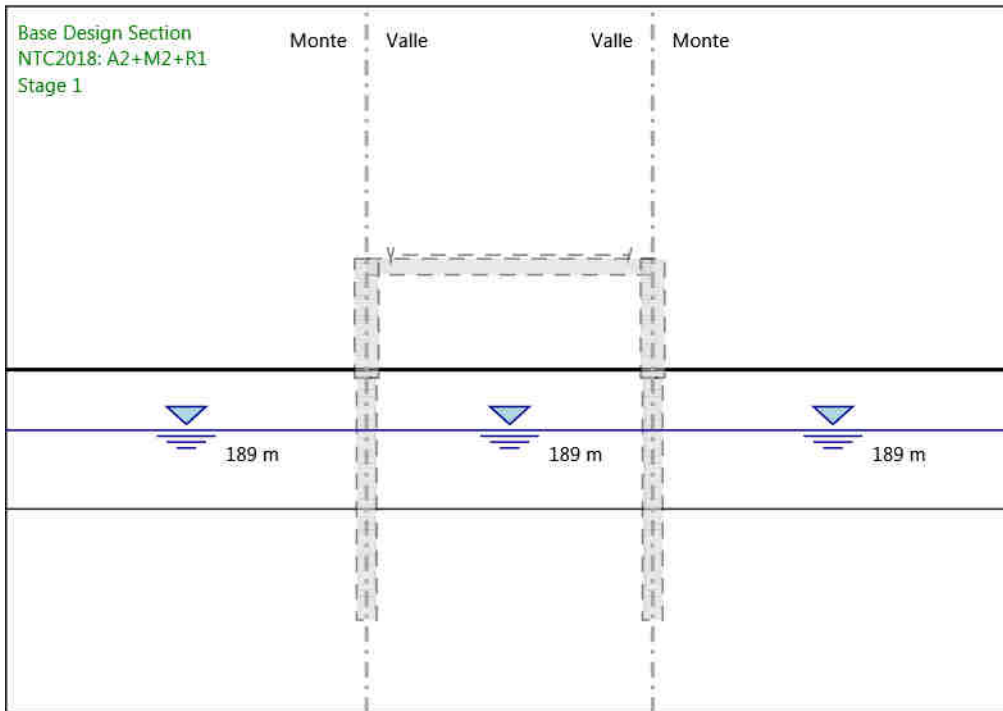 Base Design Section
NTC2018: A2+M2+R1
Stage 1
Monte Valle Valle Monte
189 m 189 m 189 m